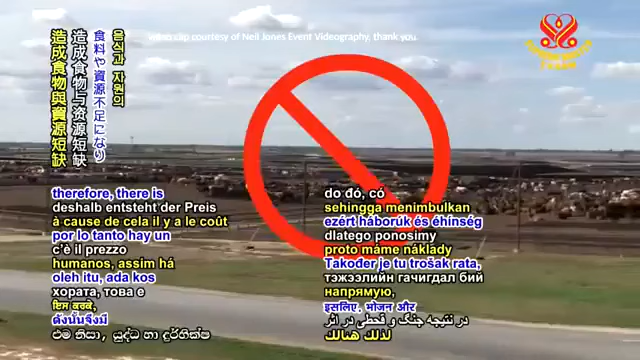 Video clip courtesy of Neil Jones Event Videography, thank you.
음식과 자원의
食料や資源不足になり
造成食物与资源短缺
造成食物與資源短缺
therefore, there is
deshalb entsteht der Preis
à cause de cela il y a le coût
por lo tanto hay un
c'è il prezzo
humanos, assim há
oleh itu, ada kos
хората, това е
ਇਸ ਕਰਕੇ,
ดังนั้นจึงมี
එම නිසා, යුද්ධ හා දුර්භික්ෂ
do đó, có
sehingga menimbulkan
ezért háborúk és éhínség
dlatego ponosimy
proto máme náklady
Također je tu trošak rata,
тэжээлийн гачигдал бий
напрямую,
इसलिए, भोजन और
در نتیجه جنگ و قحطی در اثر
لذلك هنالك